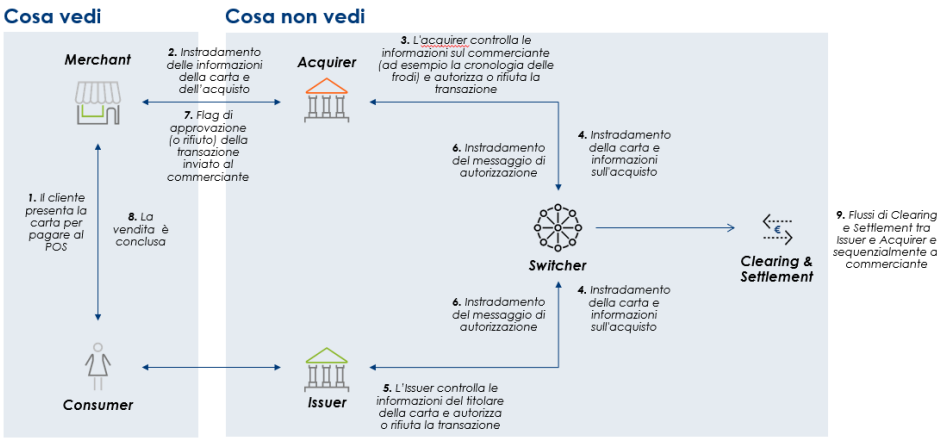 Cosa vedi
Cosa non vedi
Merchant
2. Instradamento
delle informazioni
della carta e
dell'acquisto
Acquirer
3. L'acquirer controlla le
informazioni sul commerciante
(ad esempio la cronologia delle
frodi) e autorizza o rifiuta la
transazione
7. Flag di
approvazione
(o rifiuto) della
transazione
inviato al
commerciante
6. Instradamento
del messaggio di
autorizzazione
4. Instradamento
della carta e
informazioni
sull'acquisto
1. Il cliente
presenta la
carta per
pagare al
POS
8. La
vendita è
conclusa
Switcher
€
Clearing &
Settlement
9. Flussi di Clearing
e Settlement tra
Issuer e Acquirer e
sequenzialmente a
commerciante
6. Instradamento
del messaggio di
autorizzazione
4. Instradamento
della carta e
informazioni
sull'acquisto
Consumer
Issuer
5. L'Issuer controlla le
informazioni del titolare
della carta e autorizza
o rifiuta la transazione